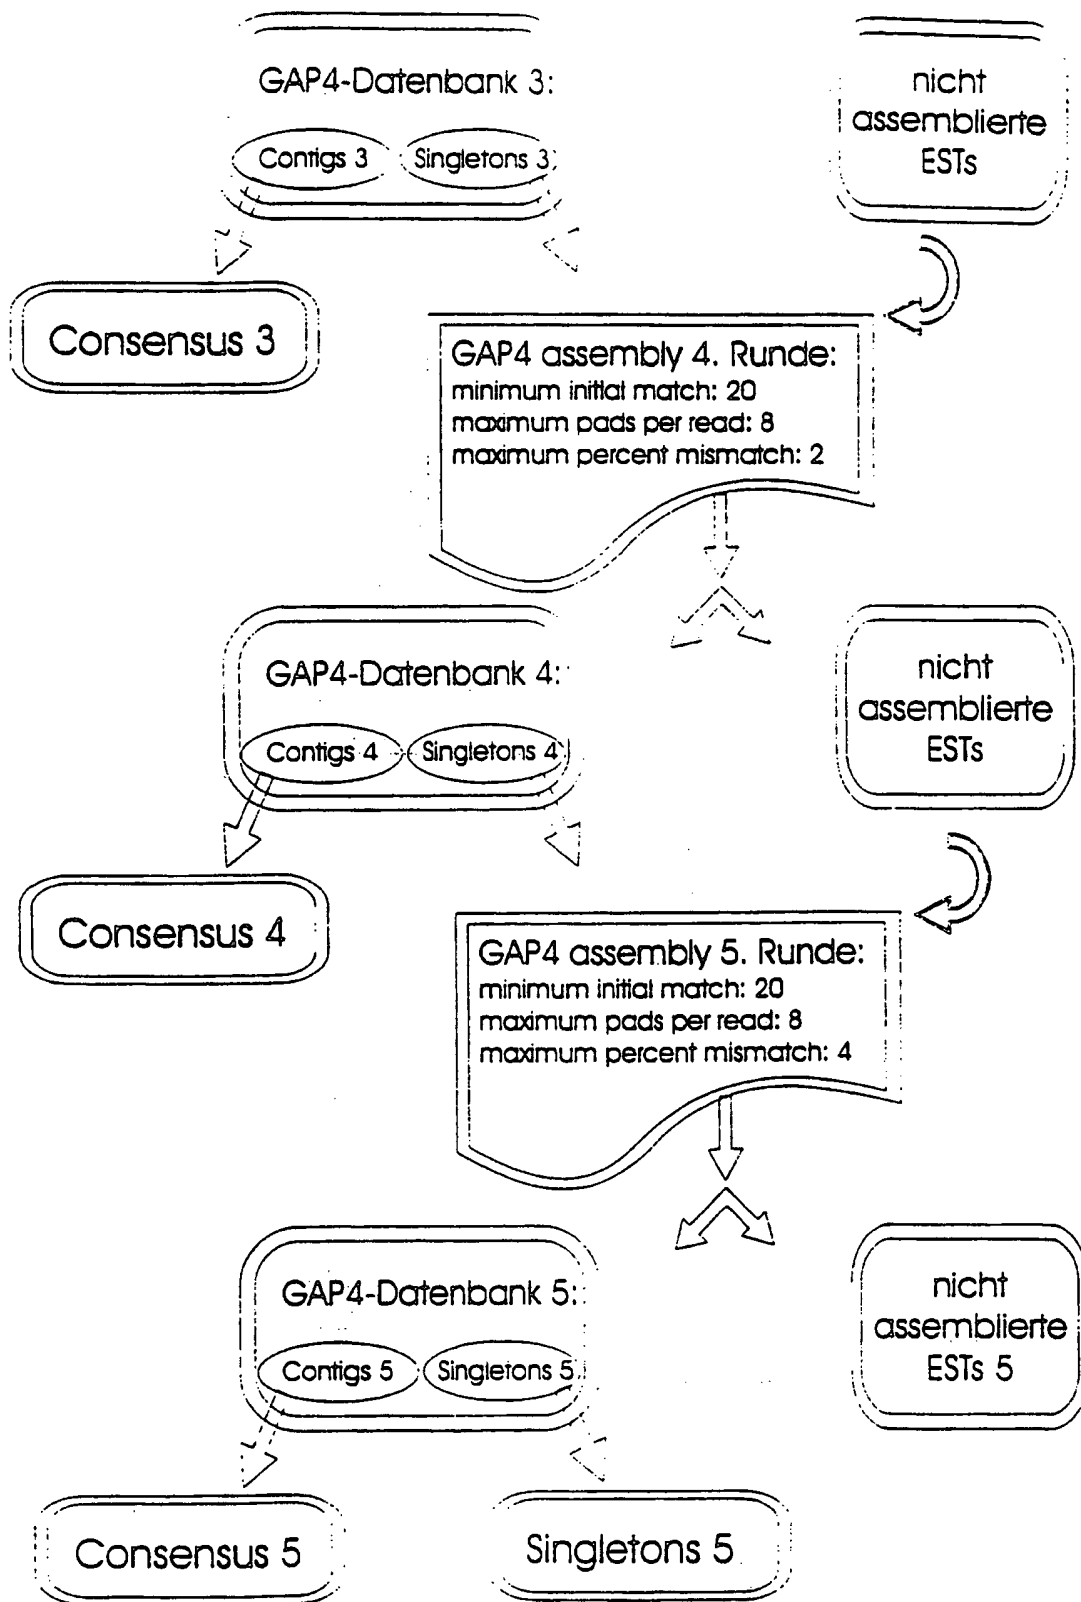 GAP4-Datenbank 3:
Contigs 3
Singletons 3
nicht
assemblierte
ESTs
Consensus 3
GAP4 assembly 4. Runde:
minimum initial match: 20
maximum pads per read: 8
maximum percent mismatch: 2
GAP4-Datenbank 4:
Contigs 4
Singletons 4
nicht
assemblierte
ESTs
Consensus 4
GAP4 assembly 5. Runde:
minimum initial match: 20
maximum pads per read: 8
maximum percent mismatch: 4
GAP4-Datenbank 5:
Contigs 5
Singletons 5
nicht
assemblierte
ESTs 5
Consensus 5
Singletons 5